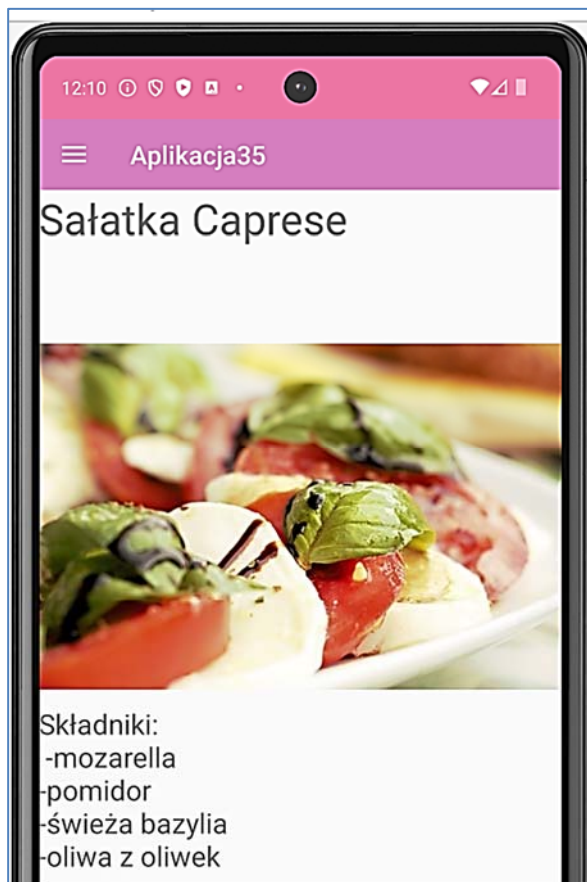 12:10
Aplikacja35
Sałatka Caprese
Składniki:
-mozarella
-pomidor
-świeża bazylia
-oliwa z oliwek